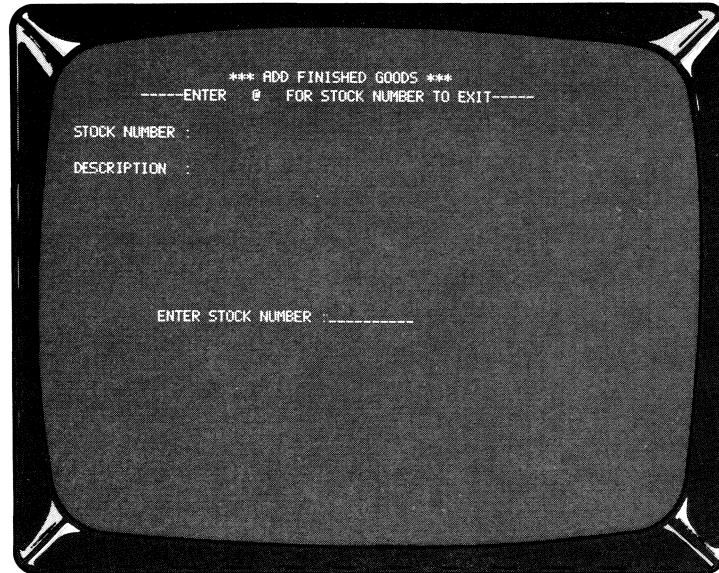 *** ADD FINISHED GOODS ***
-----ENTER @ FOR STOCK NUMBER TO EXIT-----
STOCK NUMBER :
DESCRIPTION :
ENTER STOCK NUMBER :__________